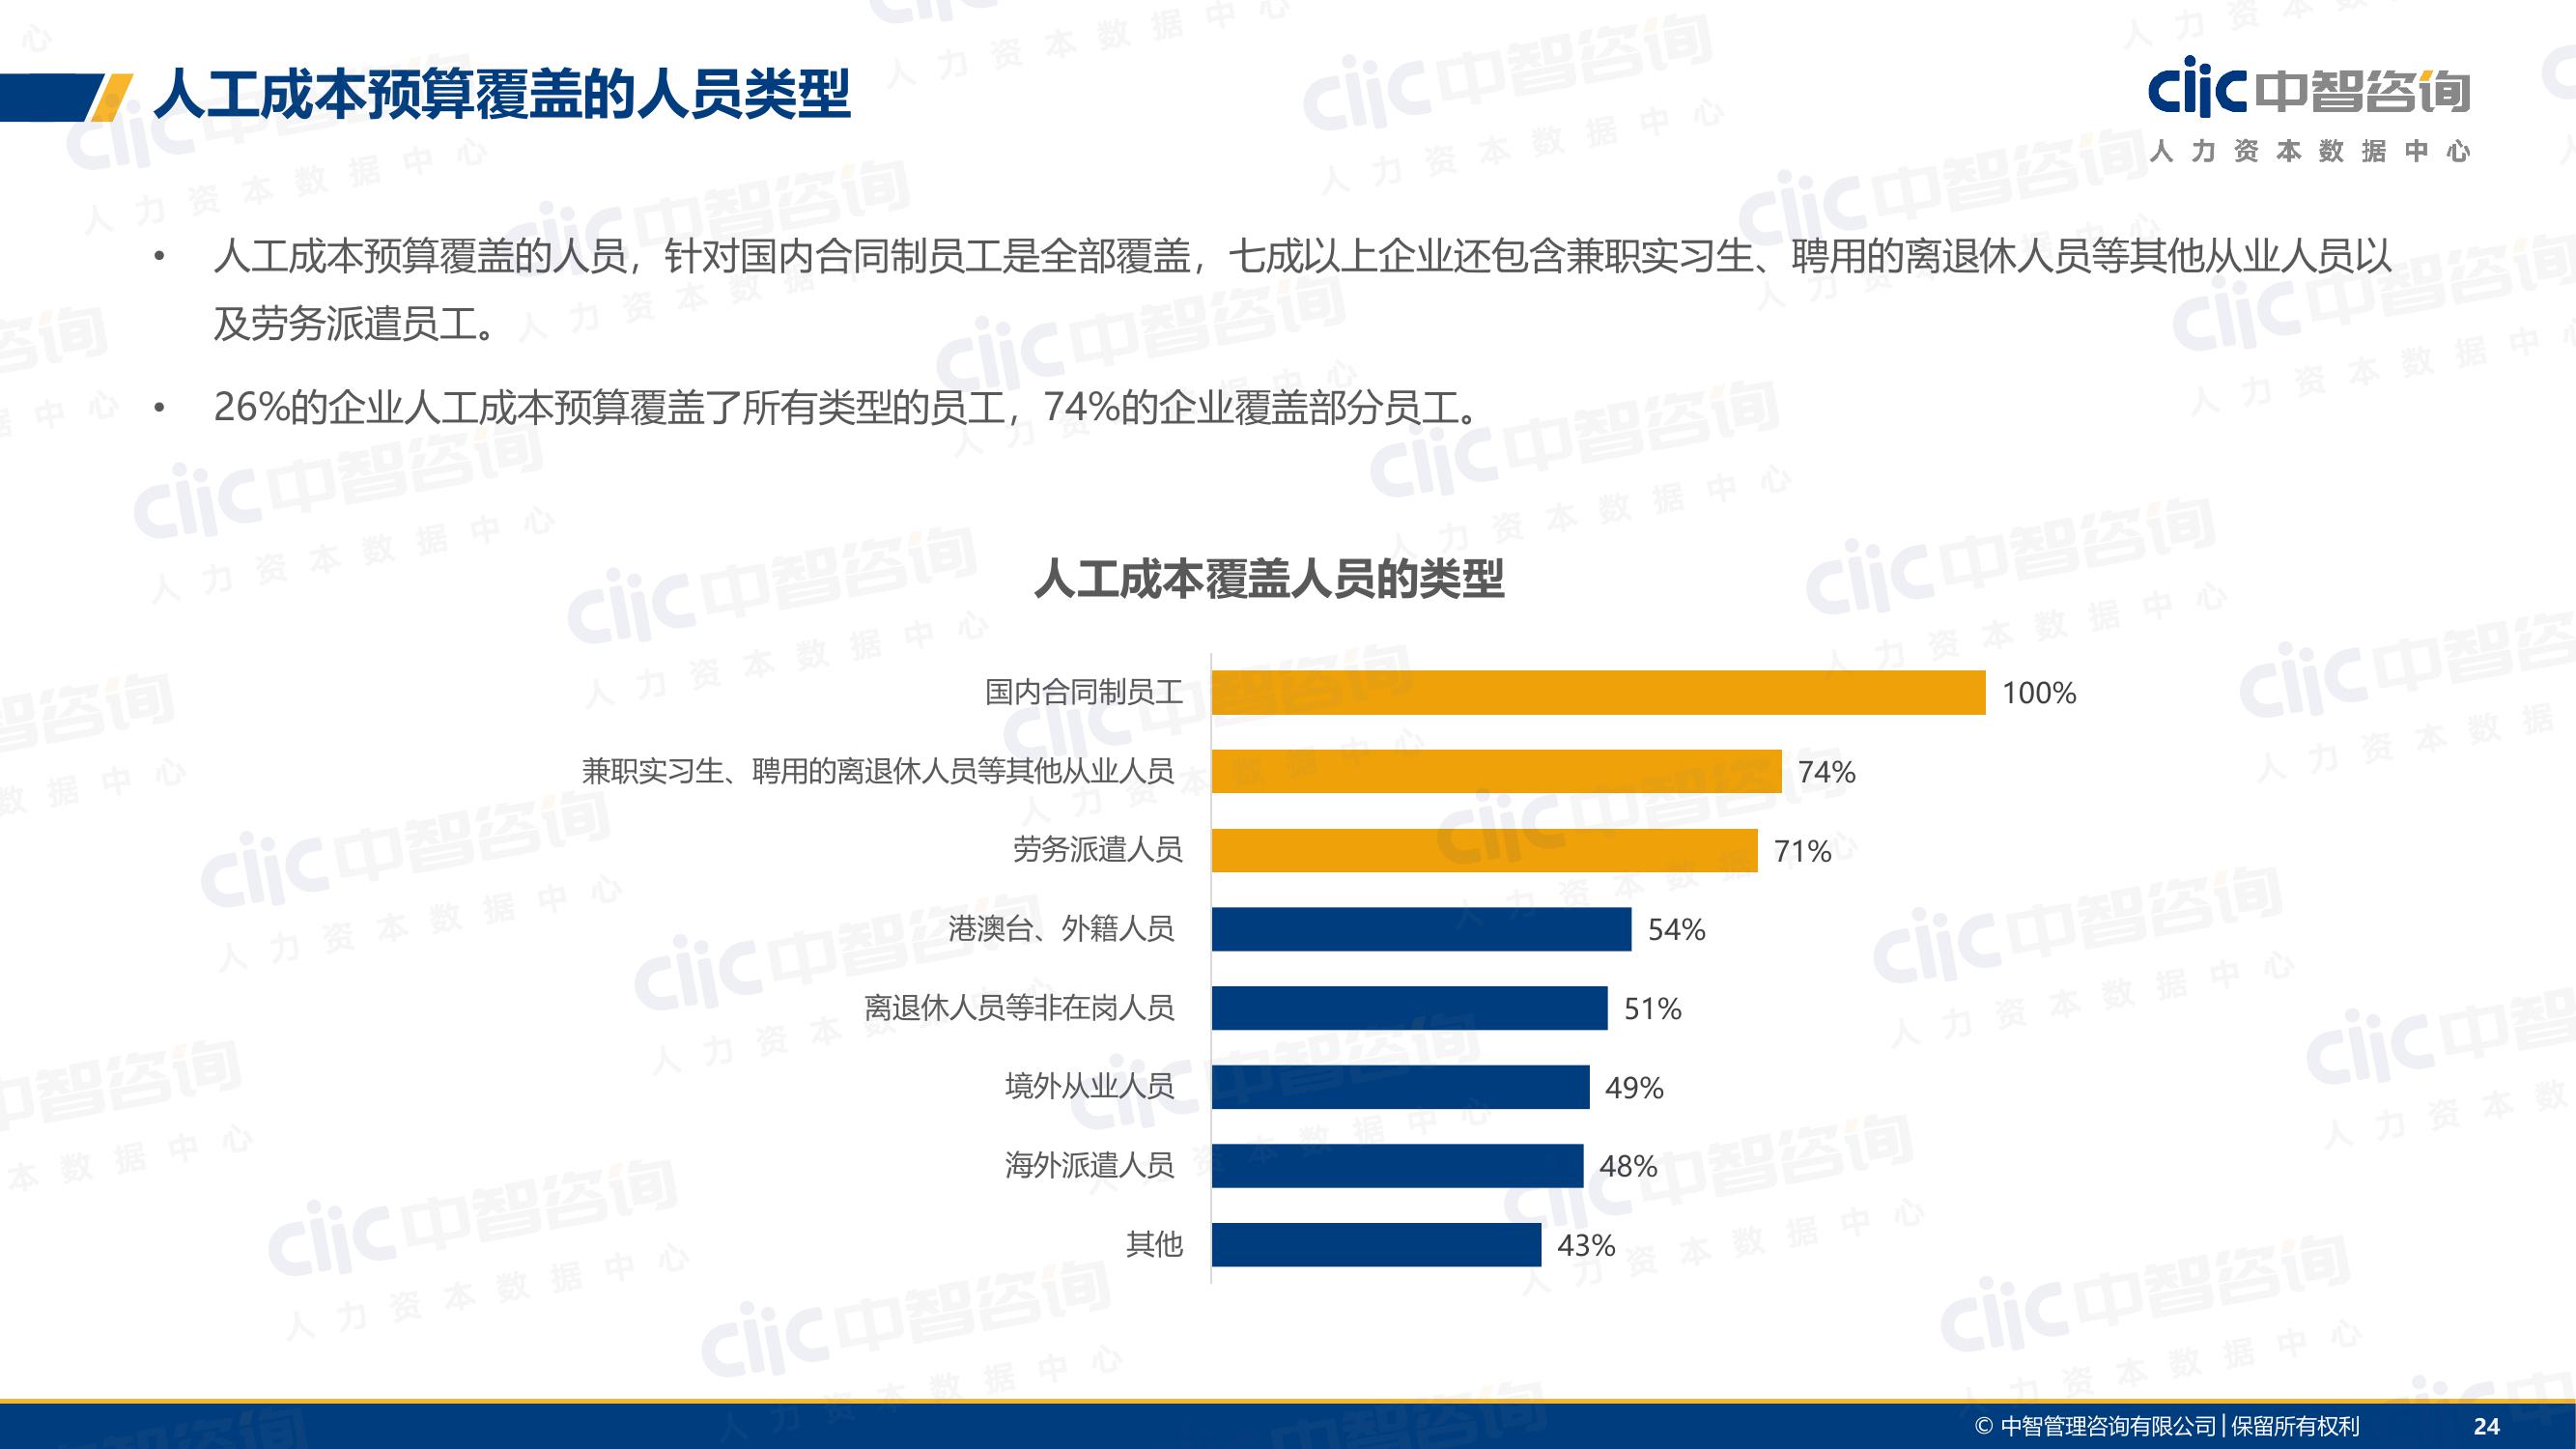 人工成本预算覆盖的人员类型
ciic中智咨询
人力资本数据中心
• 人工成本预算覆盖的人员，针对国内合同制员工是全部覆盖，七成以上企业还包含兼职实习生、聘用的离退休人员等其他从业人员以
及劳务派遣员工。
• 26%的企业人工成本预算覆盖了所有类型的员工，74%的企业覆盖部分员工。
人工成本覆盖人员的类型
国内合同制员工 100%
兼职实习生、聘用的离退休人员等其他从业人员 74%
劳务派遣人员 71%
港澳台、外籍人员 54%
离退休人员等非在岗人员 51%
境外从业人员 49%
海外派遣人员 48%
其他 43%
© 中智管理咨询有限公司|保留所有权利 24